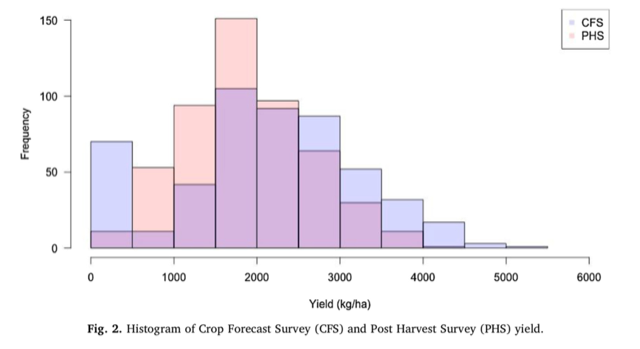 150
100
50
0
Frequency
CFS
PHS
0 1000 2000 3000 4000 5000 6000
Yield (kg/ha)
Fig. 2. Histogram of Crop Forecast Survey (CFS) and Post Harvest Survey (PHS) yield.